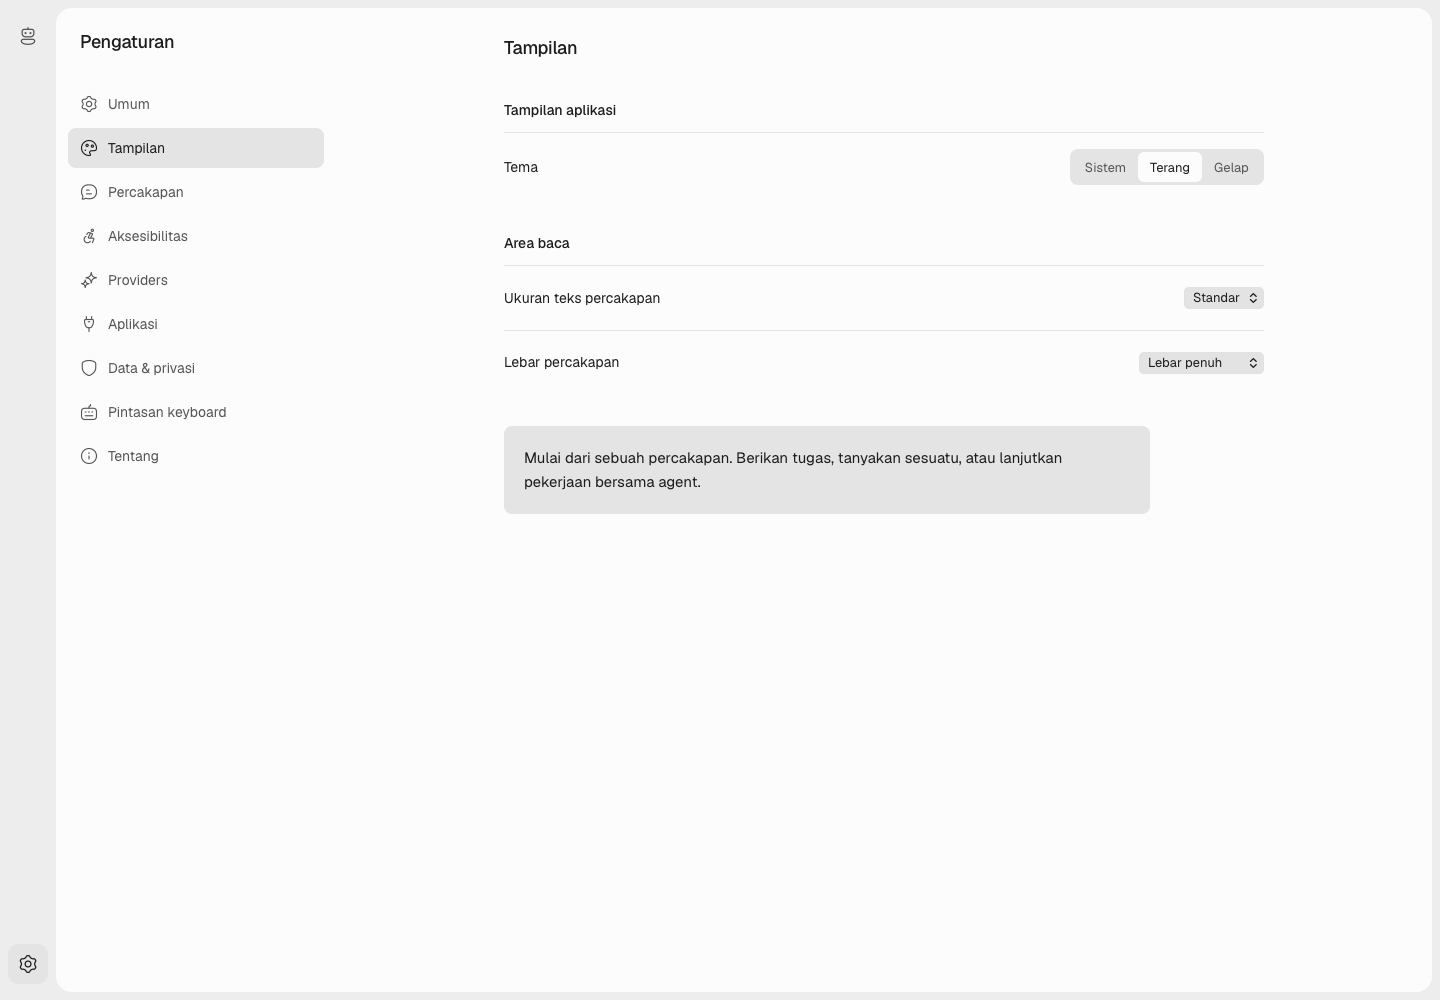 Pengaturan
Umum
Tampilan
Percakapan
Aksesibilitas
Providers
Aplikasi
Data & privasi
Pintasan keyboard
Tentang
Tampilan
Tampilan aplikasi
Tema
Sistem Terang Gelap
Area baca
Ukuran teks percakapan
Standar
Lebar percakapan
Lebar penuh
Mulai dari sebuah percakapan. Berikan tugas, tanyakan sesuatu, atau lanjutkan
pekerjaan bersama agent.